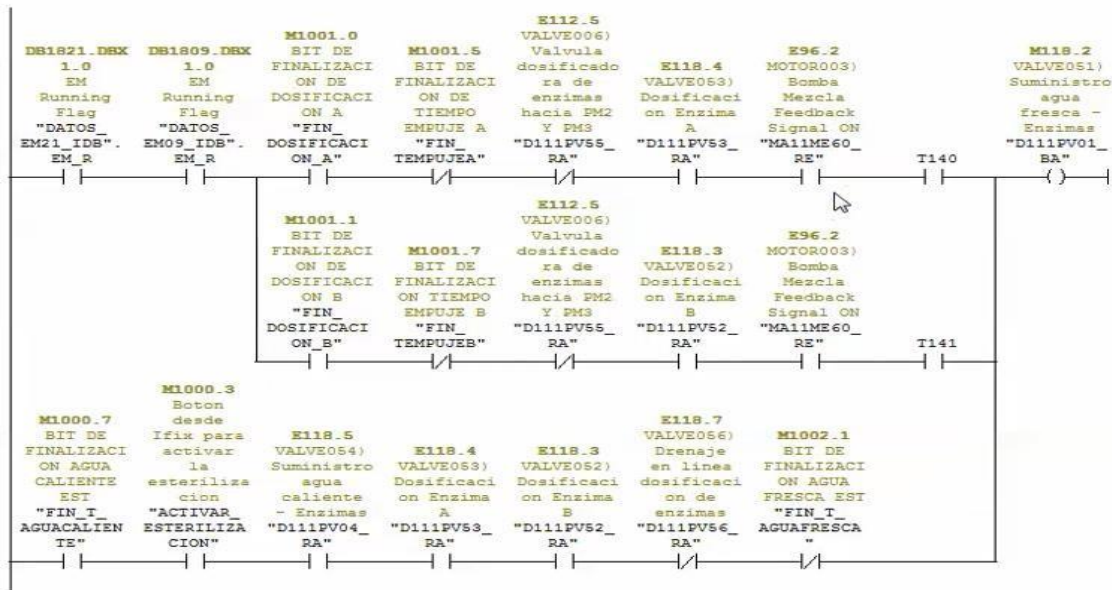 DB1821.DBX
1.0
EM
Running
Flag
"DATOS_
EM21_IDB".
EM_R
DB1809.DBX
1.0
EM
Running
Flag
"DATOS_
EM09_IDB".
EM_R
M1001.0
BIT DE
FINALIZACI
ON DE
DOSIFICACI
ON A
"FIN_
DOSIFICACI
ON_A"
M1001.5
BIT DE
FINALIZACI
ON DE
TIEMPO
EMPUJE A
"FIN_
TEMPUJEA"
E112.5
VALVE006)
Valvula
dosificado
ra de
enzimas
hacia PM2
Y PM3
"D111PV55_
RA"
E118.4
VALVE053)
Dosificaci
on Enzima
A
"D111PV53_
RA"
E96.2
MOTOR003)
Bomba
Mezcla
Feedback
Signal ON
"MA11ME60_
RE"
T140
M118.2
VALVE051)
Suministro
agua
fresca -
Enzimas
"D111PV01_
BA"
M1001.1
BIT DE
FINALIZACI
ON DE
DOSIFICACI
ON B
"FIN_
DOSIFICACI
ON_B"
M1001.7
BIT DE
FINALIZACI
ON TIEMPO
EMPUJE B
"FIN_
TEMPUJEB"
E112.5
VALVE006)
Valvula
dosificado
ra de
enzimas
hacia PM2
Y PM3
"D111PV55_
RA"
E118.3
VALVE052)
Dosificaci
on Enzima
B
"D111PV52_
RA"
E96.2
MOTOR003)
Bomba
Mezcla
Feedback
Signal ON
"MA11ME60_
RE"
T141
M1000.7
BIT DE
FINALIZACI
ON AGUA
CALIENTE
EST
"FIN_T_
AGUACALIEN
TE"
M1000.3
Boton
desde
Ifix para
activar
la
esteriliza
cion
"ACTIVAR_
ESTERILIZA
CION"
E118.5
VALVE054)
Suministro
agua
caliente
- Enzimas
"D111PV04_
RA"
E118.4
VALVE053)
Dosificaci
on Enzima
A
"D111PV53_
RA"
E118.3
VALVE052)
Dosificaci
on Enzima
B
"D111PV52_
RA"
E118.7
VALVE056)
Drenaje
en linea
dosificaci
on de
enzimas
"D111PV56_
RA"
M1002.1
BIT DE
FINALIZACI
ON AGUA
FRESCA EST
"FIN_T_
AGUAFRESCA
"